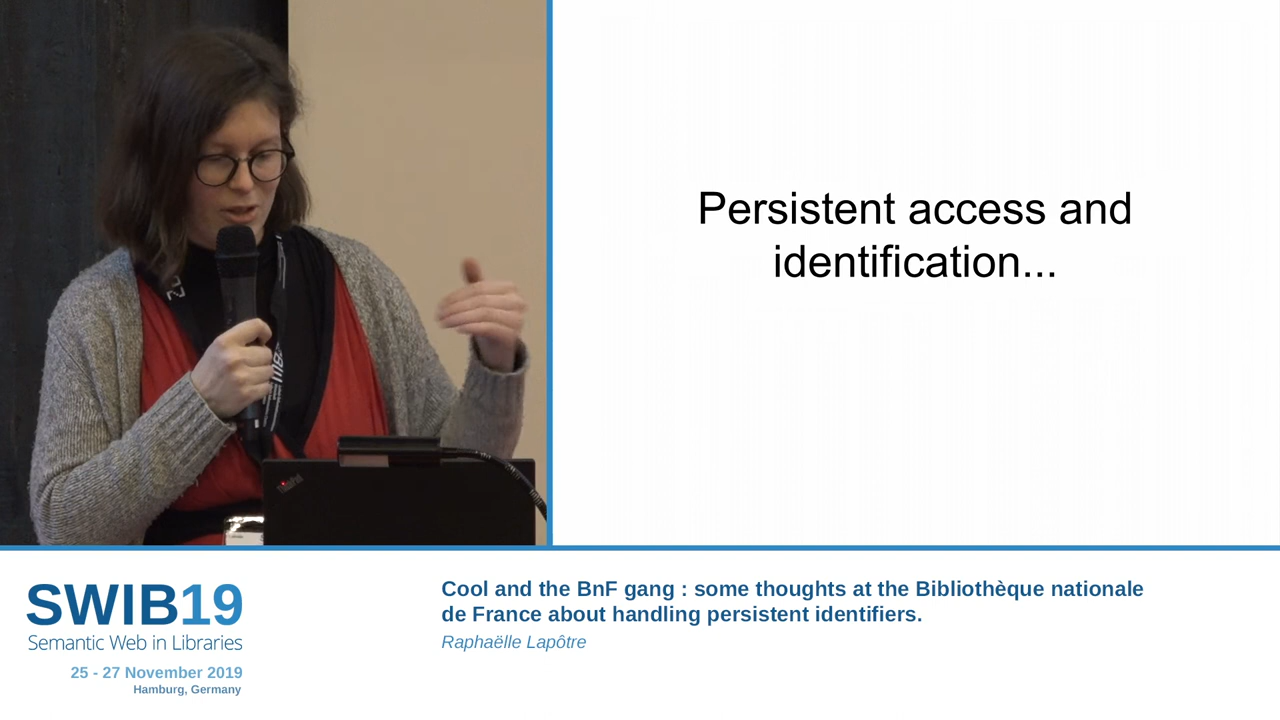 Persistent access and
identification...
ThinkPad
SWIB19
Semantic Web in Libraries
25 - 27 November 2019
Hamburg, Germany
Cool and the BnF gang : some thoughts at the Bibliothèque nationale
de France about handling persistent identifiers.
Raphaëlle Lapôtre